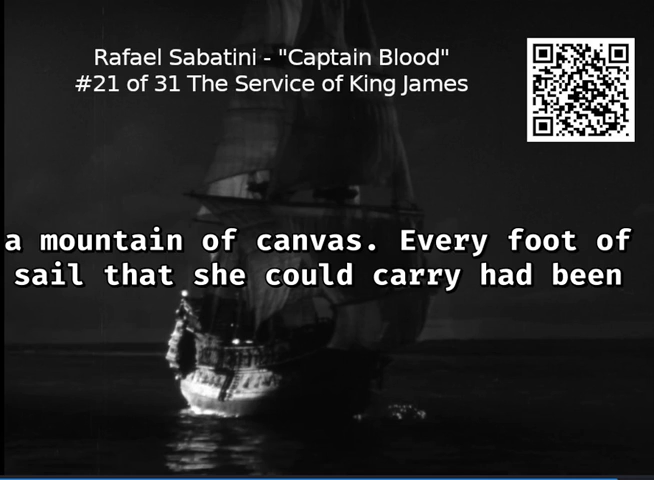 Rafael Sabatini - "Captain Blood"
#21 of 31 The Service of King James
a mountain of canvas. Every foot of
sail that she could carry had been